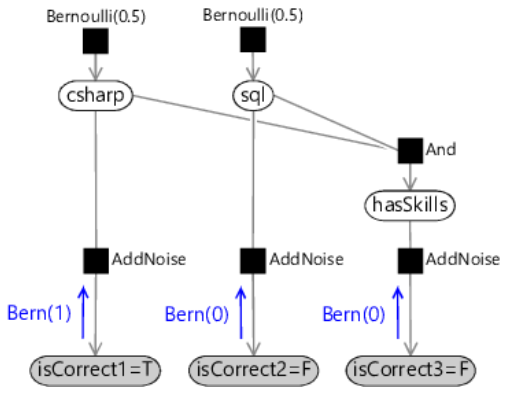 Bernoulli(0.5) Bernoulli(0.5)
csharp sql
And
hasSkills
AddNoise AddNoise AddNoise
Bern(1) Bern(0) Bern(0)
isCorrect1=T isCorrect2=F isCorrect3=F